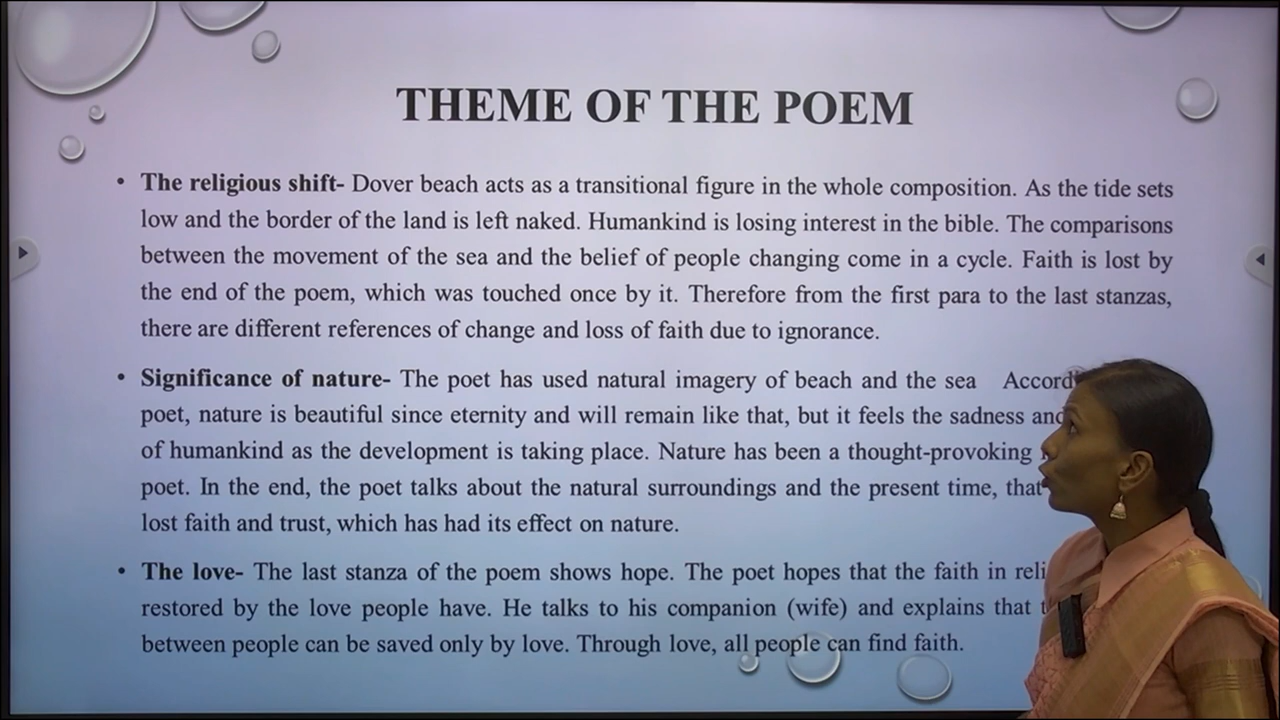 THEME OF THE POEM
• The religious shift- Dover beach acts as a transitional figure in the whole composition. As the tide sets
low and the border of the land is left naked. Humankind is losing interest in the bible. The comparisons
between the movement of the sea and the belief of people changing come in a cycle. Faith is lost by
the end of the poem, which was touched once by it. Therefore from the first para to the last stanzas,
there are different references of change and loss of faith due to ignorance.
• Significance of nature- The poet has used natural imagery of beach and the sea
poet, nature is beautiful since eternity and will remain like that, but it feels the sadness and
of humankind as the development is taking place. Nature has been a thought-provoking
poet. In the end, the poet talks about the natural surroundings and the present time, that
lost faith and trust, which has had its effect on nature.
• The love- The last stanza of the poem shows hope. The poet hopes that the faith in
restored by the love people have. He talks to his companion (wife) and explains that
between people can be saved only by love. Through love, all people can find faith.